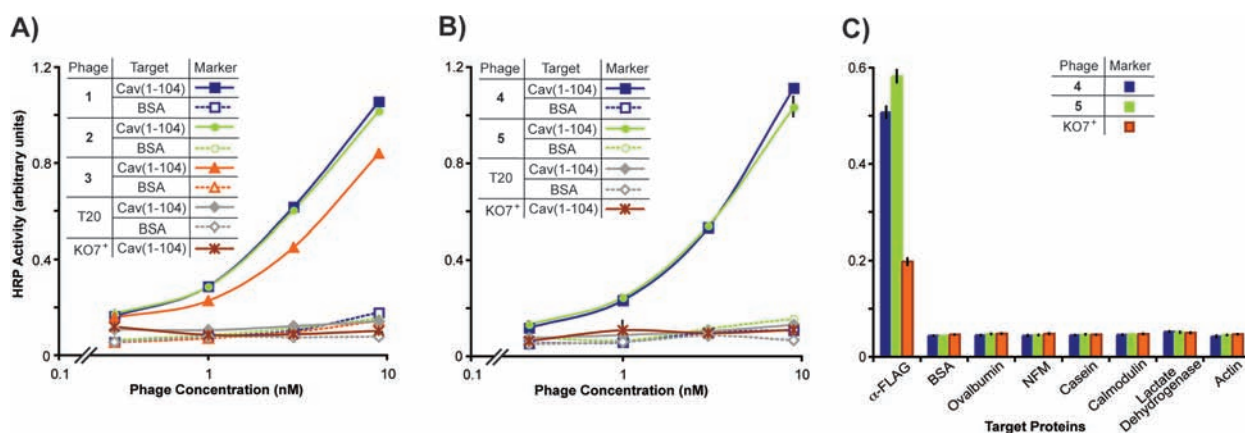 A)
Phage Target Marker
1 Cav(1-104)
BSA
2 Cav(1-104)
BSA
3 Cav(1-104)
BSA
T20 Cav(1-104)
BSA
KO7+ Cav(1-104)
HRP Activity (arbitrary units)
1.2
0.8
0.4
0
0.1 1 10
Phage Concentration (nM)
B)
Phage Target Marker
4 Cav(1-104)
BSA
5 Cav(1-104)
BSA
T20 Cav(1-104)
BSA
KO7+ Cav(1-104)
1.2
0.8
0.4
0
0.1 1 10
Phage Concentration (nM)
C)
Phage Marker
4
5
KO7+
0.6
0.4
0.2
0
α-FLAG
BSA
Ovalbumin
NFM
Casein
Calmodulin
Lactate
Dehydrogenase
Actin
Target Proteins